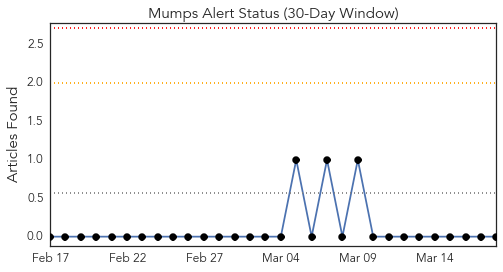 Mumps Alert Status (30-Day Window)
Articles Found
2.5
2.0
1.5
1.0
0.5
0.0
Feb 17 Feb 22 Feb 27 Mar 04 Mar 09 Mar 14